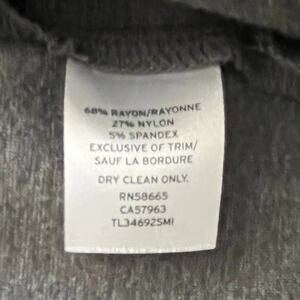 68% RAYON/RAYONNE
27% NYLON
5% SPANDEX
EXCLUSIVE OF TRIM/
SAUF LA BORDURE
DRY CLEAN ONLY.
RN58665
CA57963
TL346925MI